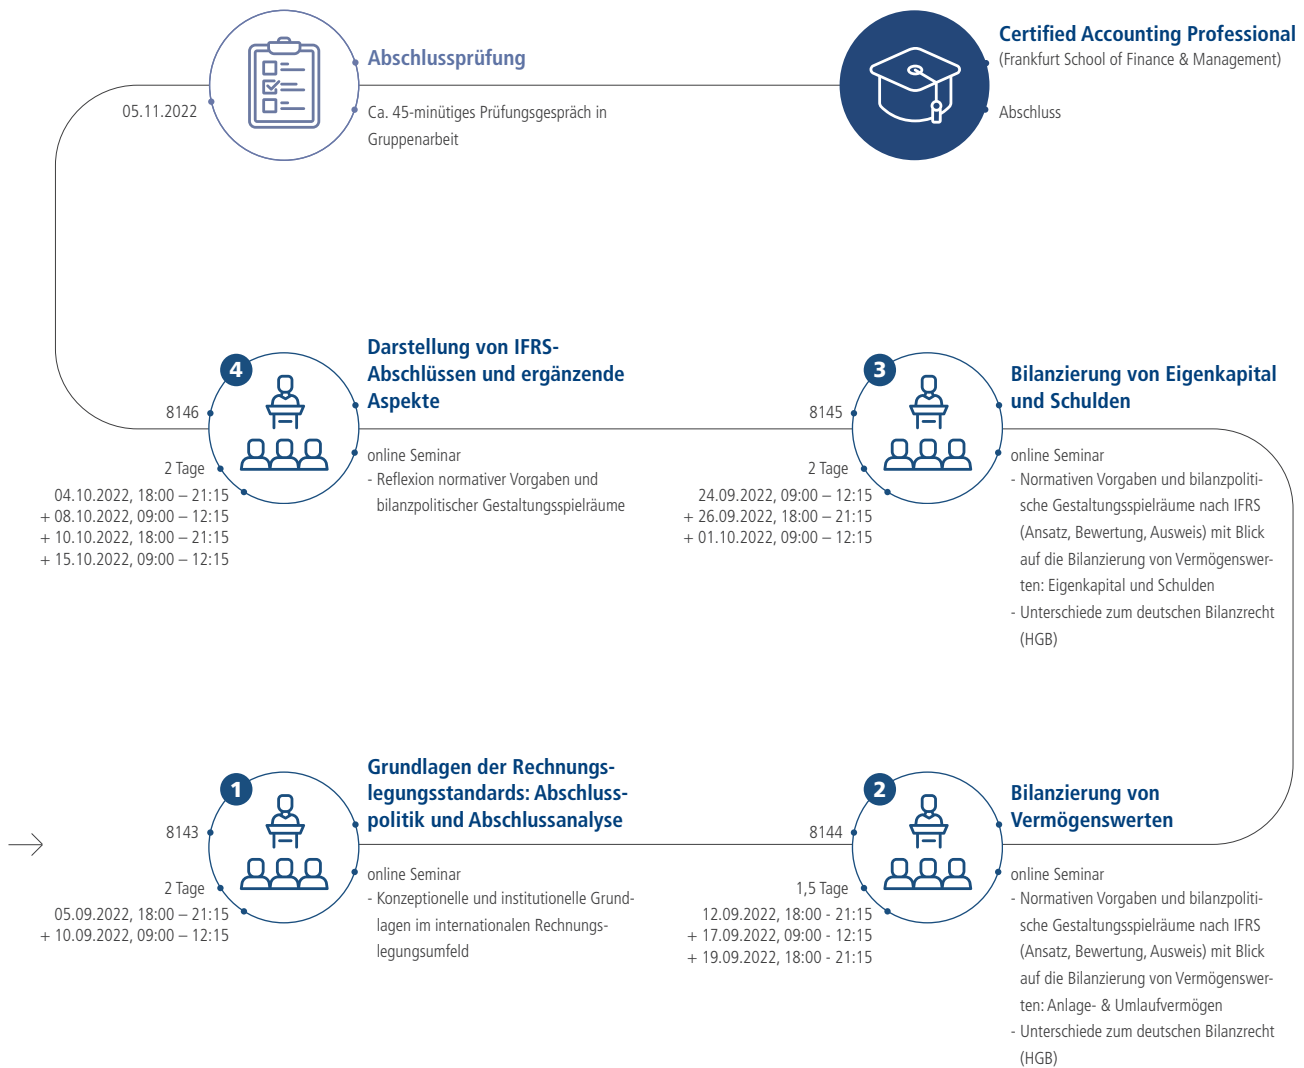 Abschlussprüfung
05.11.2022
Ca. 45-minütiges Prüfungsgespräch in
Gruppenarbeit
Certified Accounting Professional
(Frankfurt School of Finance & Management)
Abschluss
4
Darstellung von IFRS-
Abschlüssen und ergänzende
Aspekte
8146
online Seminar
2 Tage
- Reflexion normativer Vorgaben und
bilanzpolitischer Gestaltungsspielräume
04.10.2022, 18:00 – 21:15
+ 08.10.2022, 09:00 – 12:15
+ 10.10.2022, 18:00 – 21:15
+ 15.10.2022, 09:00 – 12:15
3
Bilanzierung von Eigenkapital
und Schulden
8145
online Seminar
2 Tage
- Normativen Vorgaben und bilanzpoliti-
sche Gestaltungsspielräume nach IFRS
(Ansatz, Bewertung, Ausweis) mit Blick
auf die Bilanzierung von Vermögenswer-
ten: Eigenkapital und Schulden
- Unterschiede zum deutschen Bilanzrecht
(HGB)
24.09.2022, 09:00 – 12:15
+ 26.09.2022, 18:00 – 21:15
+ 01.10.2022, 09:00 – 12:15
1
Grundlagen der Rechnungs-
legungsstandards: Abschluss-
politik und Abschlussanalyse
8143
online Seminar
2 Tage
- Konzeptionelle und institutionelle Grund-
lagen im internationalen Rechnungs-
legungsumfeld
05.09.2022, 18:00 – 21:15
+ 10.09.2022, 09:00 – 12:15
2
Bilanzierung von
Vermögenswerten
8144
online Seminar
1,5 Tage
- Normativen Vorgaben und bilanzpoliti-
sche Gestaltungsspielräume nach IFRS
(Ansatz, Bewertung, Ausweis) mit Blick
auf die Bilanzierung von Vermögenswer-
ten: Anlage- & Umlaufvermögen
- Unterschiede zum deutschen Bilanzrecht
(HGB)
12.09.2022, 18:00 - 21:15
+ 17.09.2022, 09:00 - 12:15
+ 19.09.2022, 18:00 - 21:15